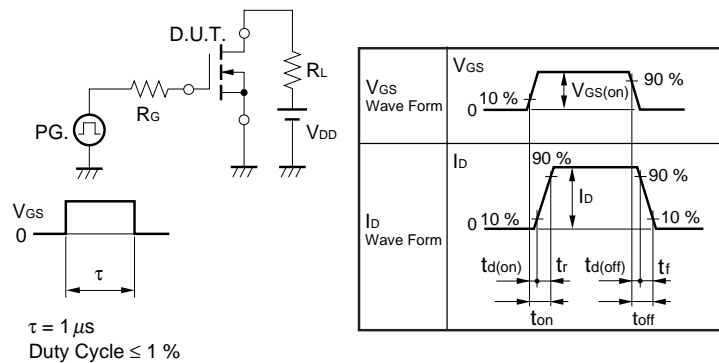 D.U.T.
RL
RG
PG.
VDD
VGS
0
τ
τ = 1 μs
Duty Cycle ≤ 1 %
VGS
Wave Form
VGS
10 %
0
VGS(on)
90 %
ID
Wave Form
ID
90 %
90 %
ID
0
10 %
10 %
td(on)
tr
td(off)
tf
ton
toff